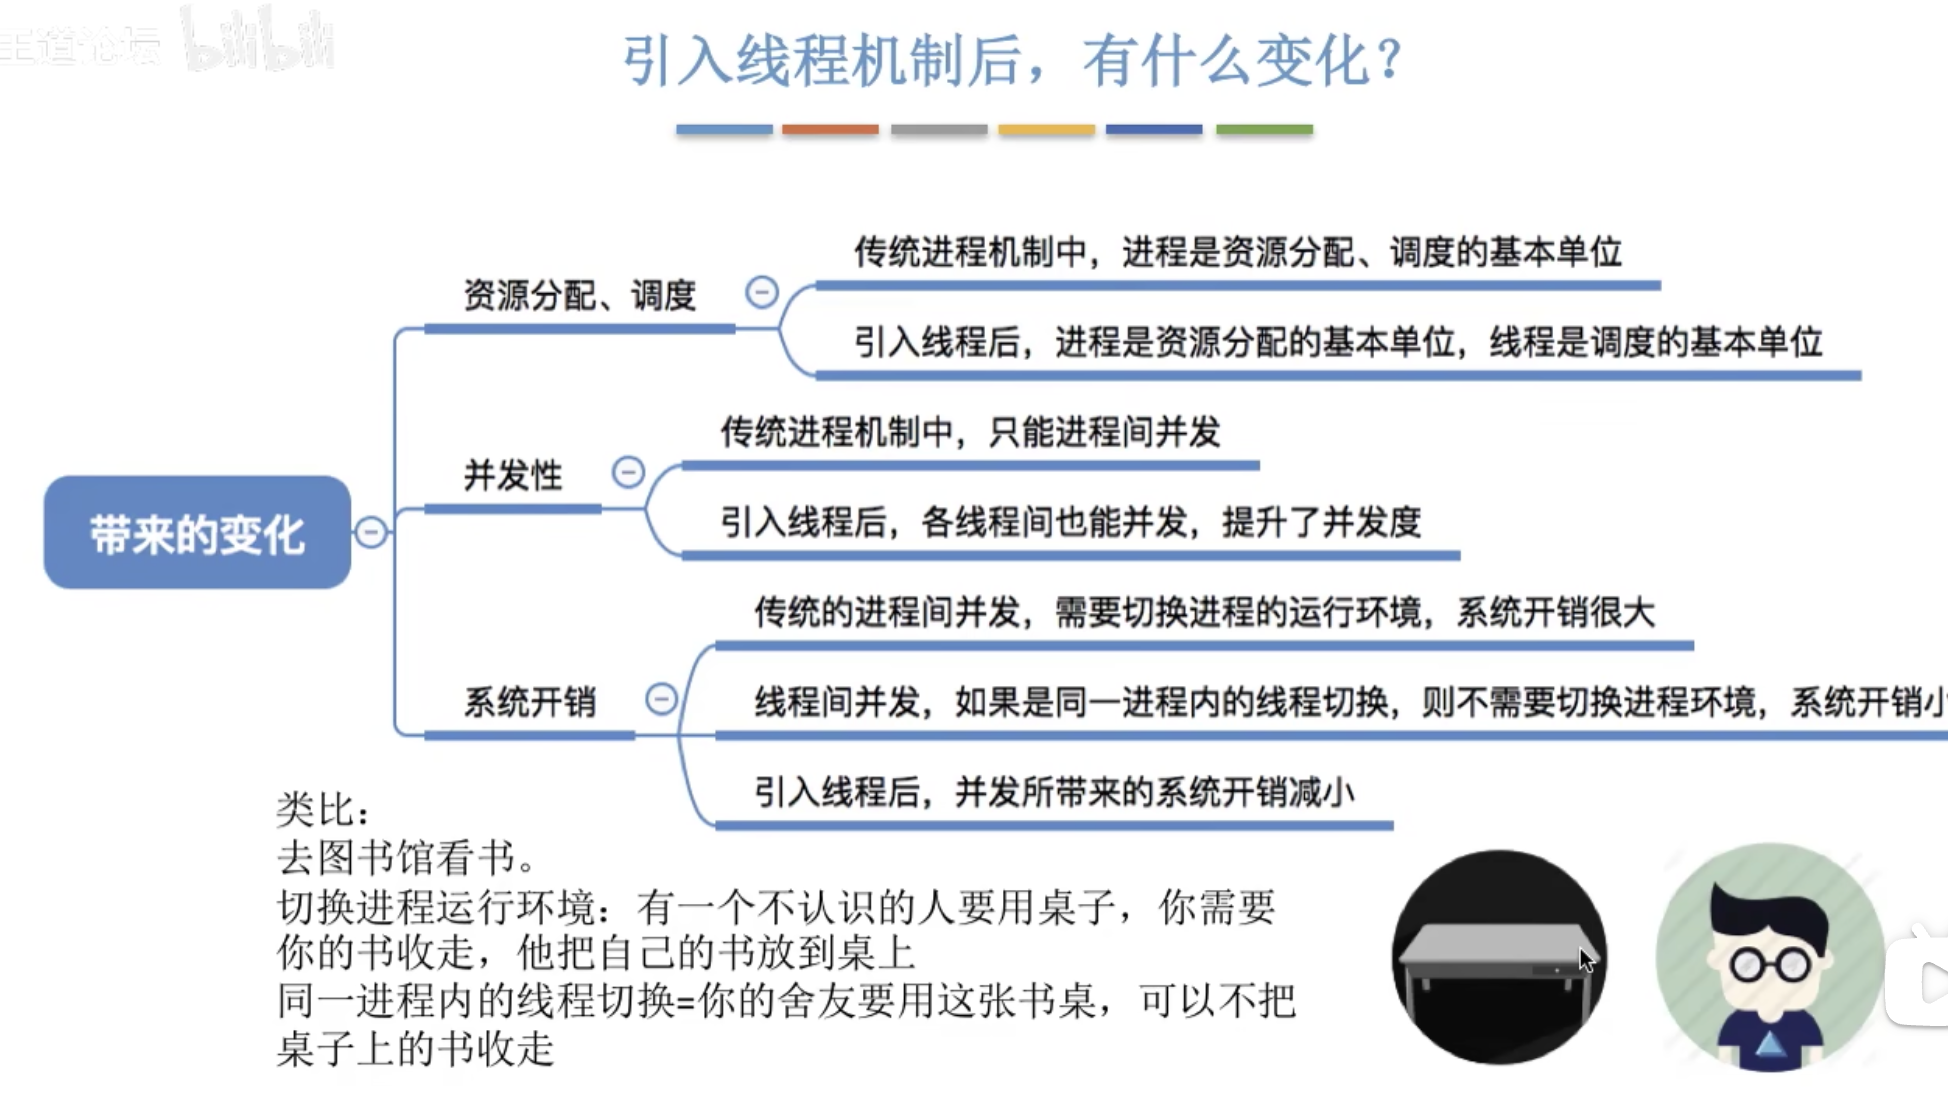 王道论坛 bilibili
引入线程机制后，有什么变化？
传统进程机制中，进程是资源分配、调度的基本单位
资源分配、调度
引入线程后，进程是资源分配的基本单位，线程是调度的基本单位
传统进程机制中，只能进程间并发
并发性
引入线程后，各线程间也能并发，提升了并发度
带来的变化
传统的进程间并发，需要切换进程的运行环境，系统开销很大
系统开销
线程间并发，如果是同一进程内的线程切换，则不需要切换进程环境，系统开销小
引入线程后，并发所带来的系统开销减小
类比：
去图书馆看书。
切换进程运行环境：有一个不认识的人要用桌子，你需要
你的书收走，他把自己的书放到桌上
同一进程内的线程切换=你的舍友要用这张书桌，可以不把
桌子上的书收走